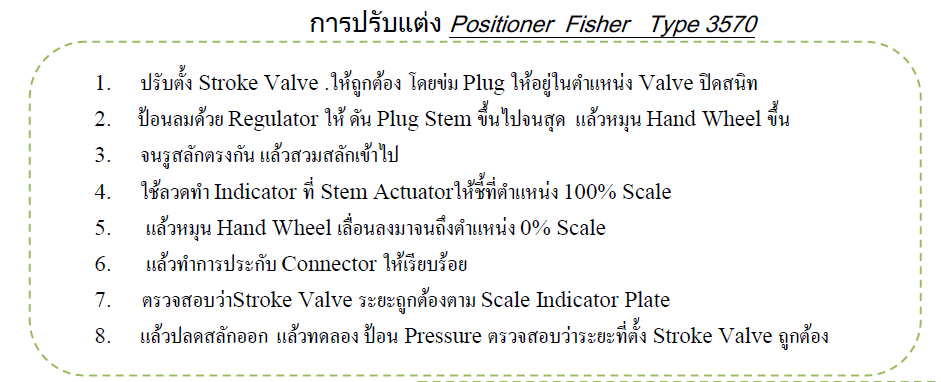 การปรับแต่ง Positioner Fisher Type 3570
1. ปรับตั้ง Stroke Valve .ให้ถูกต้อง โดยข่ม Plug ให้อยู่ในตำแหน่ง Valve ปิดสนิท
2. ป้อนลมด้วย Regulator ให้ ดัน Plug Stem ขึ้นไปจนสุด แล้วหมุน Hand Wheel ขึ้น
3. จนรูสลักตรงกัน แล้วสวมสลักเข้าไป
4. ใช้ลวดทำ Indicator ที่ Stem Actuatorให้ชี้ที่ตำแหน่ง 100% Scale
5. แล้วหมุน Hand Wheel เลื่อนลงมาจนถึงตำแหน่ง 0% Scale
6. แล้วทำการประกับ Connector ให้เรียบร้อย
7. ตรวจสอบว่าStroke Valve ระยะถูกต้องตาม Scale Indicator Plate
8. แล้วปลดสลักออก แล้วทดลอง ป้อน Pressure ตรวจสอบว่าระยะที่ตั้ง Stroke Valve ถูกต้อง